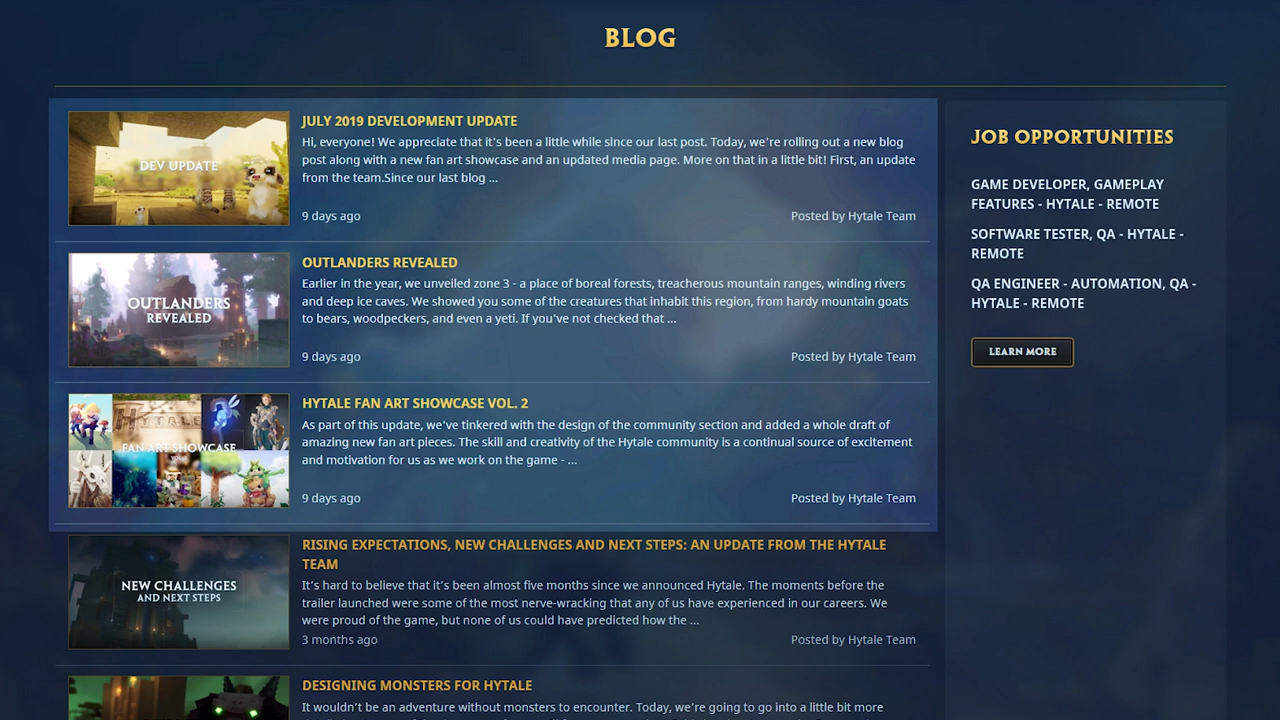 BLOG
DEV UPDATE
JULY 2019 DEVELOPMENT UPDATE
Hi, everyone! We appreciate that it's been a little while since our last post. Today, we're rolling out a new blog
post along with a new fan art showcase and an updated media page. More on that in a little bit! First, an update
from the team.Since our last blog ...
9 days ago
Posted by Hytale Team
OUTLANDERS
REVEALED
OUTLANDERS REVEALED
Earlier in the year, we unveiled zone 3 - a place of boreal forests, treacherous mountain ranges, winding rivers
and deep ice caves. We showed you some of the creatures that inhabit this region, from hardy mountain goats
to bears, woodpeckers, and even a yeti. If you've not checked that ...
9 days ago
Posted by Hytale Team
HYTALE
FAN ART SHOWCASE
HYTALE FAN ART SHOWCASE VOL. 2
As part of this update, we've tinkered with the design of the community section and added a whole draft of
amazing new fan art pieces. The skill and creativity of the Hytale community is a continual source of excitement
and motivation for us as we work on the game - ...
9 days ago
Posted by Hytale Team
NEW CHALLENGES
AND NEXT STEPS
RISING EXPECTATIONS, NEW CHALLENGES AND NEXT STEPS: AN UPDATE FROM THE HYTALE
TEAM
It's hard to believe that it's been almost five months since we announced Hytale. The moments before the
trailer launched were some of the most nerve-wracking that any of us have experienced in our careers. We
were proud of the game, but none of us could have predicted how the ...
3 months ago
Posted by Hytale Team
DESIGNING MONSTERS FOR HYTALE
It wouldn't be an adventure without monsters to encounter. Today, we're going to go into a little bit more
JOB OPPORTUNITIES
GAME DEVELOPER, GAMEPLAY
FEATURES - HYTALE - REMOTE
SOFTWARE TESTER, QA - HYTALE -
REMOTE
QA ENGINEER - AUTOMATION, QA -
HYTALE - REMOTE
LEARN MORE